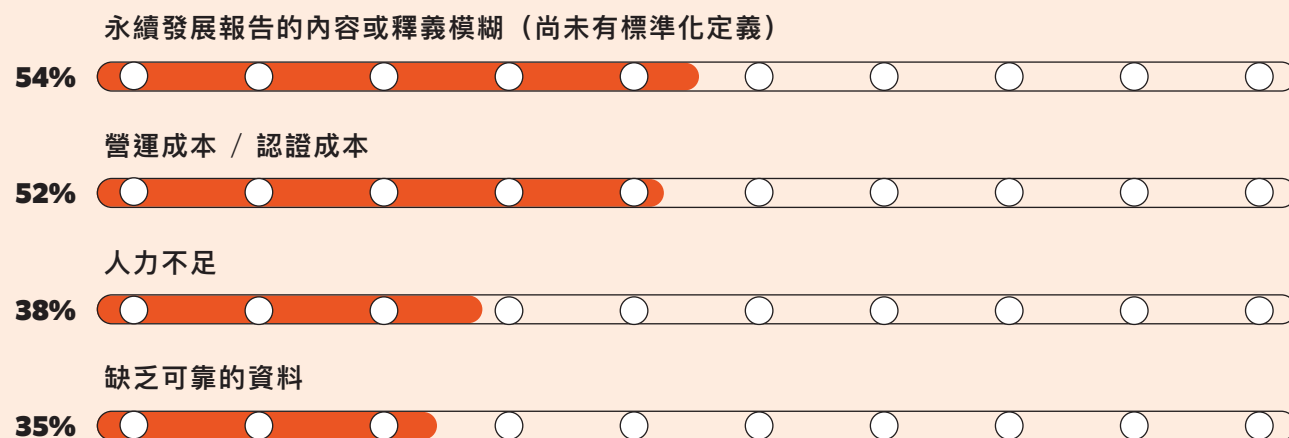 永續發展報告的內容或釋義模糊（尚未有標準化定義）
54%
營運成本 / 認證成本
52%
人力不足
38%
缺乏可靠的資料
35%